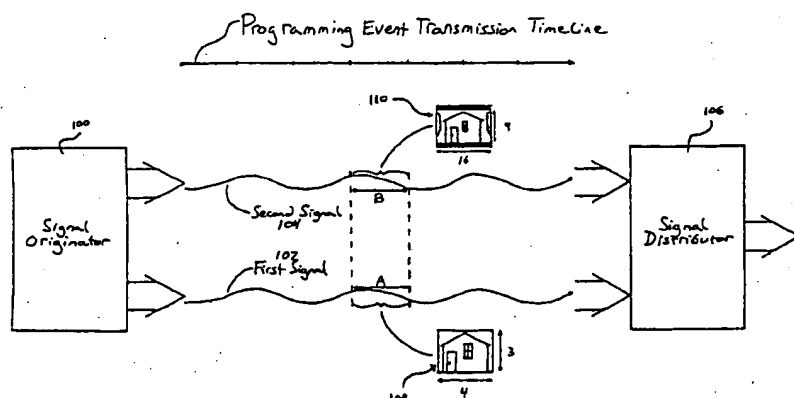 Programming Event Transmission Timeline
110
100
9
106
16
B
Second Signal
104
Signal
Originator
Signal
Distributor
102
First Signal
A
3
4